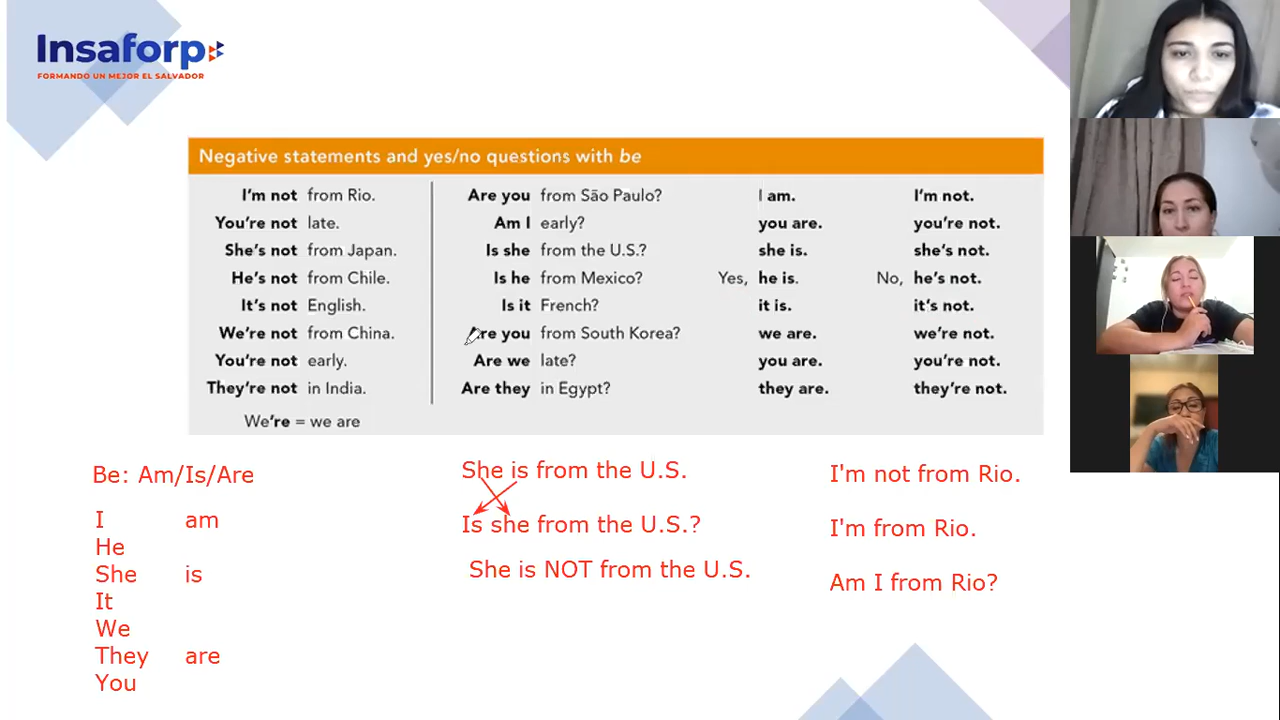 Insaforp
FORMANDO UN MEJOR EL SALVADOR
Negative statements and yes/no questions with be
I'm not from Rio. Are you from São Paulo? I am. I'm not.
You're not late. Am I early? you are. you're not.
She's not from Japan. Is she from the U.S.? she is. she's not.
He's not from Chile. Is he from Mexico? Yes, he is. No, he's not.
It's not English. Is it French? it is. it's not.
We're not from China. Are you from South Korea? we are. we're not.
You're not early. Are we late? you are. you're not.
They're not in India. Are they in Egypt? they are. they're not.
We're = we are
Be: Am/Is/Are
I am
He
She is
It
We
They are
You
She is from the U.S.
Is she from the U.S.?
She is NOT from the U.S.
I'm not from Rio.
I'm from Rio.
Am I from Rio?